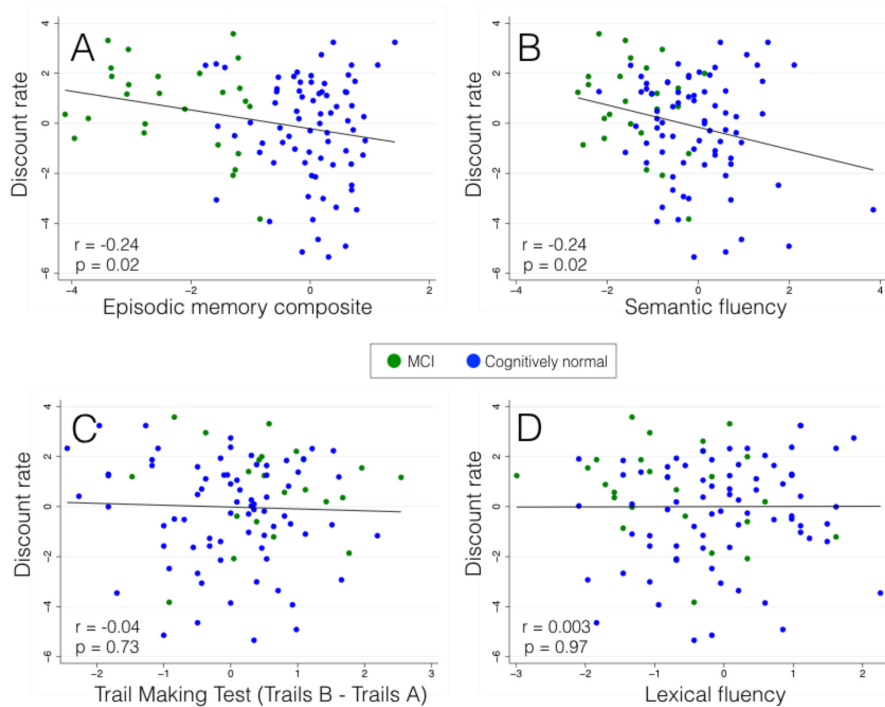 A
B
Discount rate
4
2
0
−2
−4
−6
r = -0.24
p = 0.02
−4
−2
0
2
Episodic memory composite
Discount rate
4
2
0
−2
−4
−6
r = -0.24
p = 0.02
−4
−2
0
2
4
Semantic fluency
MCI
Cognitively normal
C
D
Discount rate
4
2
0
−2
−4
−6
r = -0.04
p = 0.73
−2
−1
0
1
2
3
Trail Making Test (Trails B - Trails A)
Discount rate
4
2
0
−2
−4
−6
r = 0.003
p = 0.97
−3
−2
−1
0
1
2
Lexical fluency